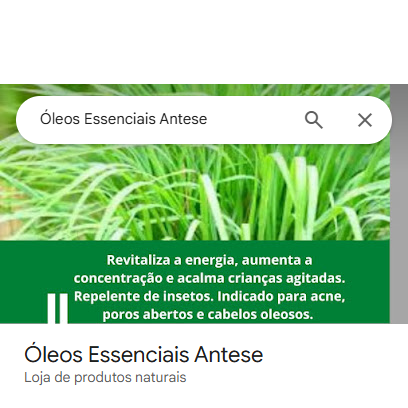 Óleos Essenciais Antese
Revitaliza a energia, aumenta a
concentração e acalma crianças agitadas.
Repelente de insetos. Indicado para acne,
poros abertos e cabelos oleosos.
Óleos Essenciais Antese
Loja de produtos naturais